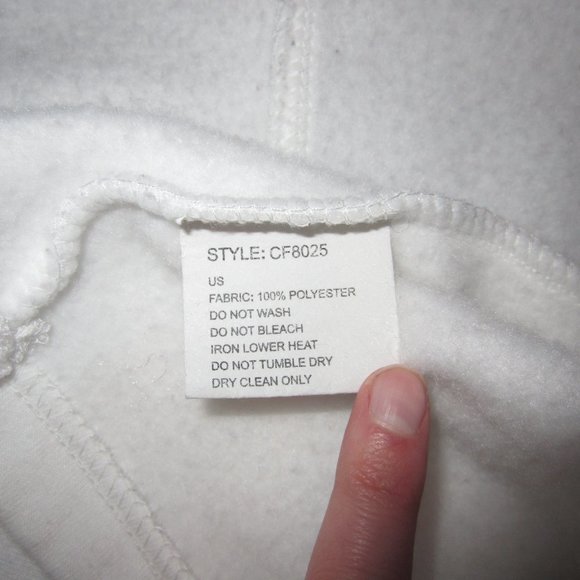 STYLE: CF8025
US
FABRIC: 100% POLYESTER
DO NOT WASH
DO NOT BLEACH
IRON LOWER HEAT
DO NOT TUMBLE DRY
DRY CLEAN ONLY